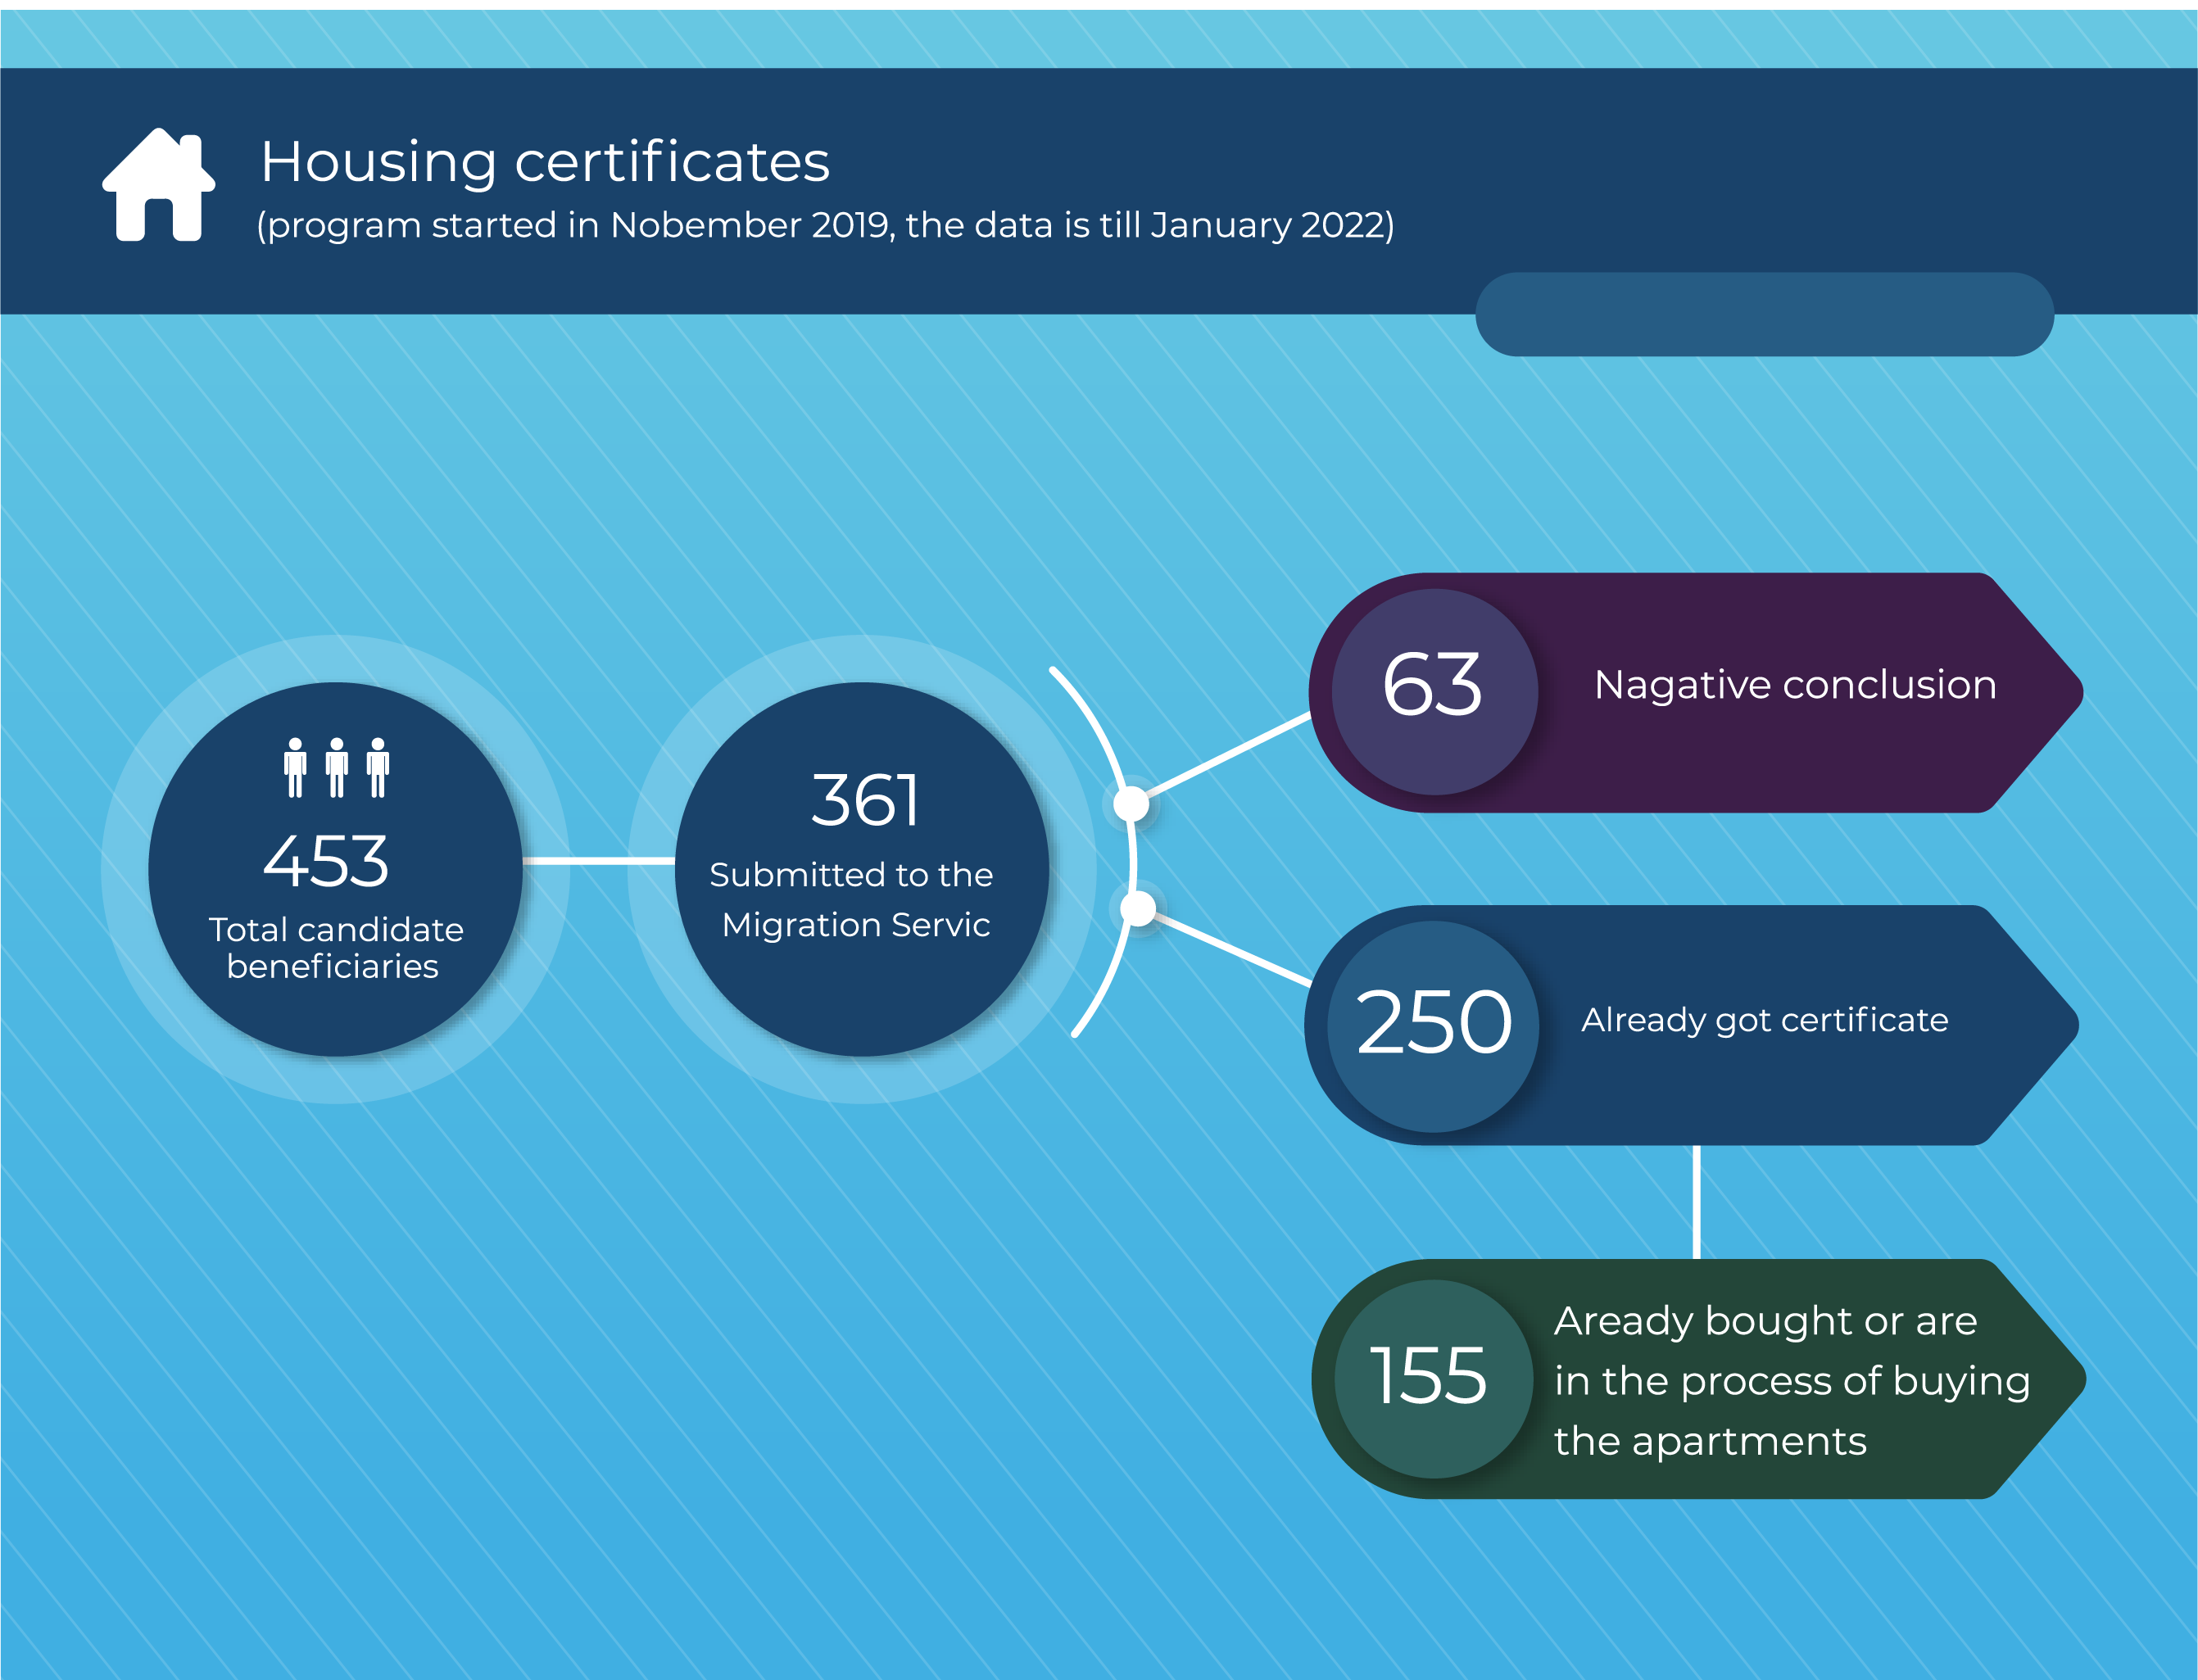 Housing certificates
(program started in Nobember 2019, the data is till January 2022)
453
Total candidate
beneficiaries
361
Submitted to the
Migration Servic
63
Nagative conclusion
250
Already got certificate
155
Aready bought or are
in the process of buying
the apartments